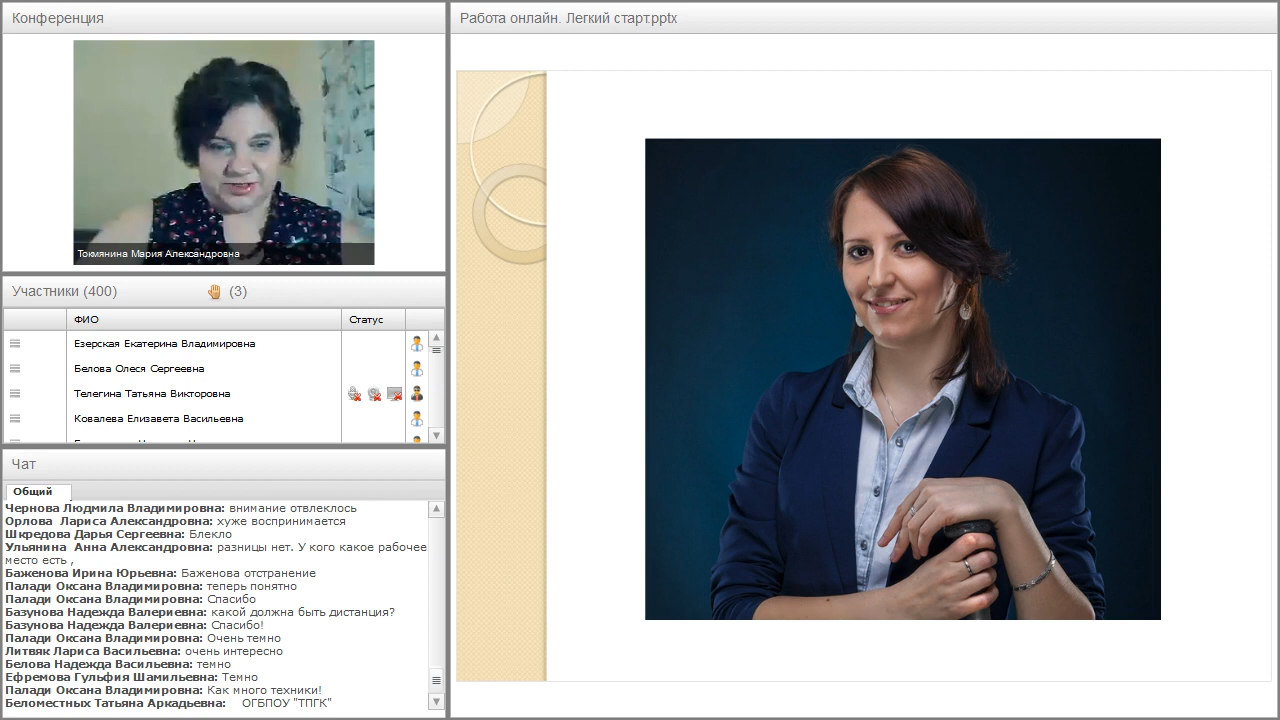 Конференция
Работа онлайн. Легкий старт.pptx
Токмянина Мария Александровна
Участники (400) (3)
ФИО Статус
Езерская Екатерина Владимировна
Белова Олеся Сергеевна
Телегина Татьяна Викторовна
Ковалева Елизавета Васильевна
Чат
Общий
Чернова Людмила Владимировна: внимание отвлеклось
Орлова Лариса Александровна: хуже воспринимается
Шкредова Дарья Сергеевна: Блекло
Ульянина Анна Александровна: разницы нет. У кого какое рабочее
место есть ,
Баженова Ирина Юрьевна: Баженова отстранение
Палади Оксана Владимировна: теперь понятно
Палади Оксана Владимировна: Спасибо
Базунова Надежда Валериевна: какой должна быть дистанция?
Базунова Надежда Валериевна: Спасибо!
Палади Оксана Владимировна: Очень темно
Литвяк Лариса Васильевна: очень интересно
Белова Надежда Васильевна: темно
Ефремова Гульфия Шамильевна: Темно
Палади Оксана Владимировна: Как много техники!
Беломестных Татьяна Аркадьевна: ОГБПОУ "ТПГК"